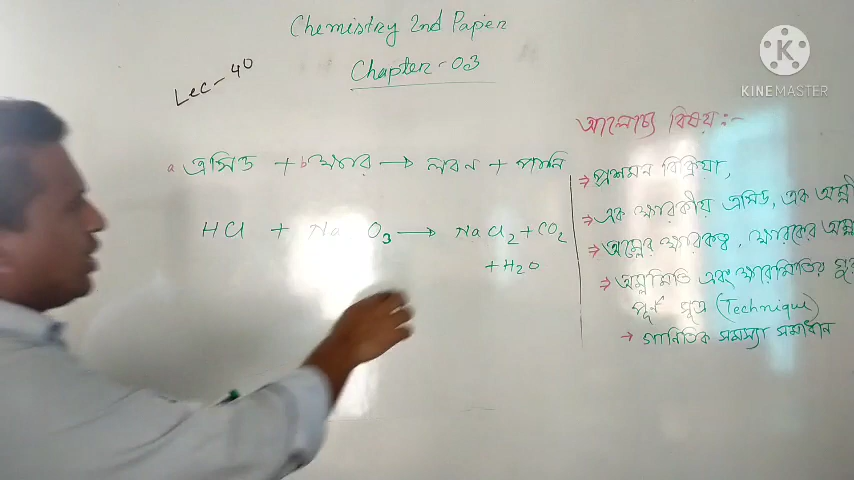 Chemistry 2nd Paper
Chapter-03
Lec-40
KINEMASTER
a এসিড + b ক্ষার → লবন + পানি
HCl + Na O3 → NaCl2 + CO2
+ H2O
আলোচ্য বিষয়:-
⇒ প্রশমন বিক্রিয়া,
⇒ এক ক্ষারকীয় এসিড, এক অম্লী
⇒ অম্লের ক্ষারকত্ব, ক্ষারকের অম্ল
⇒ অম্লমিতি এবং ক্ষারমিতির
সূত্র (Technique)
→ গানিতিক সমস্যা সমাধান